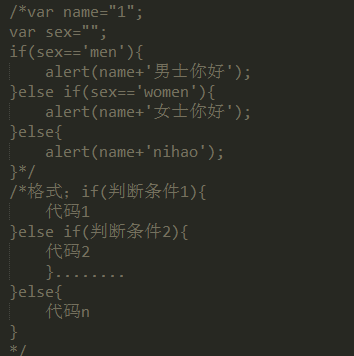 /*var name="1";
var sex="";
if(sex=='men'){
    alert(name+'男士你好');
}else if(sex=='women'){
    alert(name+'女士你好');
}else{
    alert(name+'nihao');
}*/
/*格式；if(判断条件1){
    代码1
}else if(判断条件2){
    代码2
    }........
}else{
    代码n
}
*/